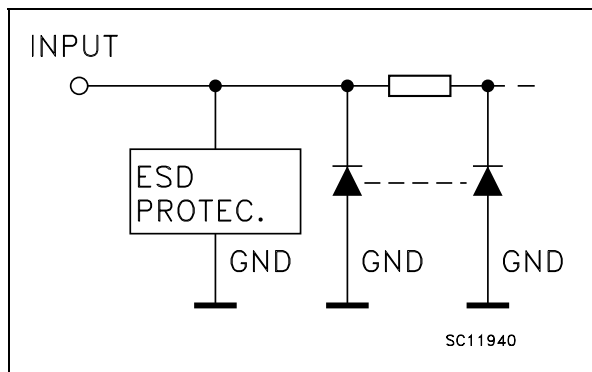 INPUT
ESD
PROTEC.
GND
GND
GND
SC11940